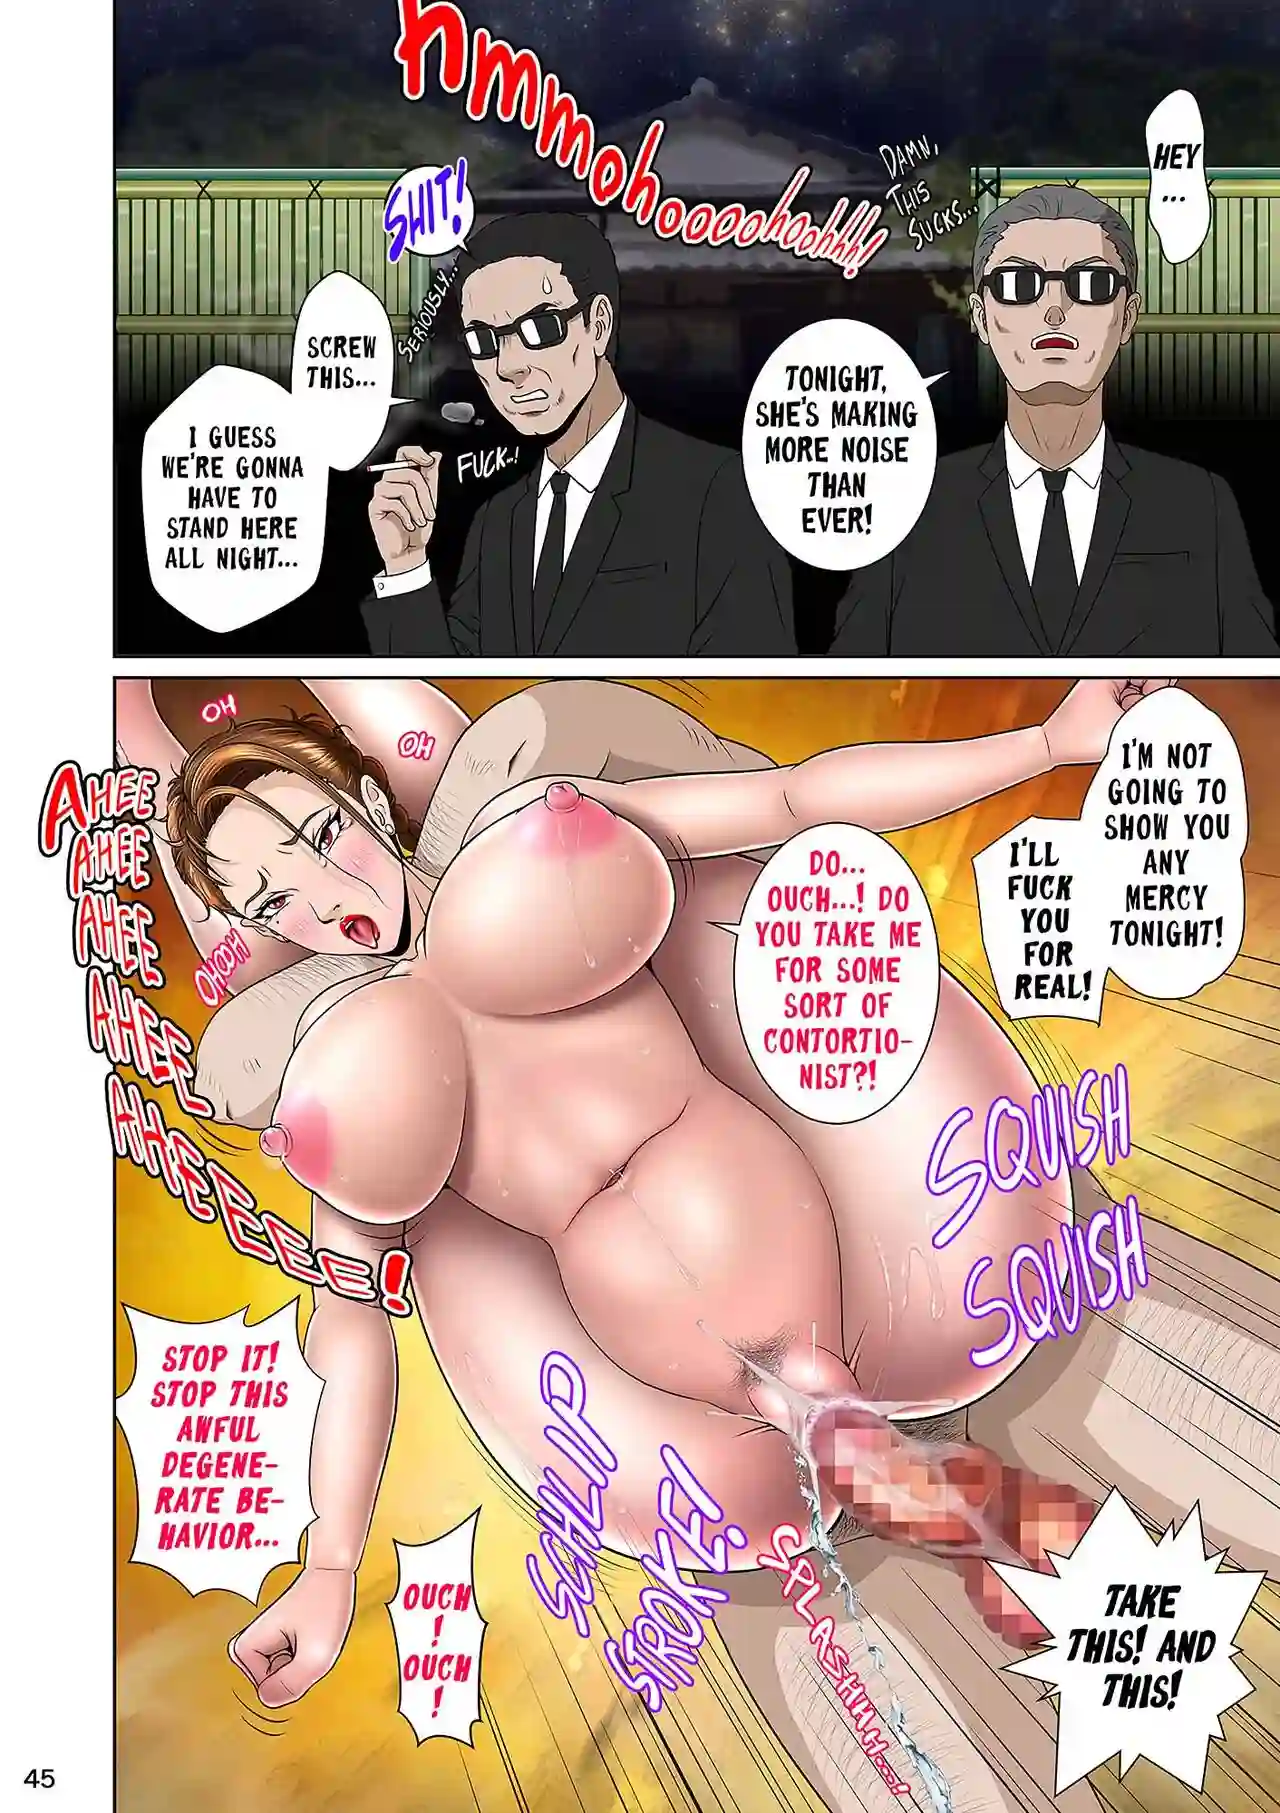 HMMMOHOOOOOHOOHHH!
HEY
...
DAMN,
THIS
SUCKS...
TONIGHT,
SHE'S MAKING
MORE NOISE
THAN
EVER!
SHIT!
SERIOUSLY...
SCREW
THIS...
FUCK--!
I GUESS
WE'RE GONNA
HAVE TO
STAND HERE
ALL NIGHT...
OH
OH
OHOOH
AHEE
AHEE
AHEE
AHEE
AHEEEEEE!
I'M NOT
GOING TO
SHOW YOU
ANY
MERCY
TONIGHT!
I'LL
FUCK
YOU
FOR
REAL!
DO...
OUCH...! DO
YOU TAKE ME
FOR SOME
SORT OF
CONTORTIO-
NIST?!
SQUISH
SQUISH
STOP IT!
STOP THIS
AWFUL
DEGENE-
RATE BE-
HAVIOR...
SCHLUP
STROKE!
SPLASHHH...!
OUCH
!
OUCH
!
TAKE
THIS! AND
THIS!
45